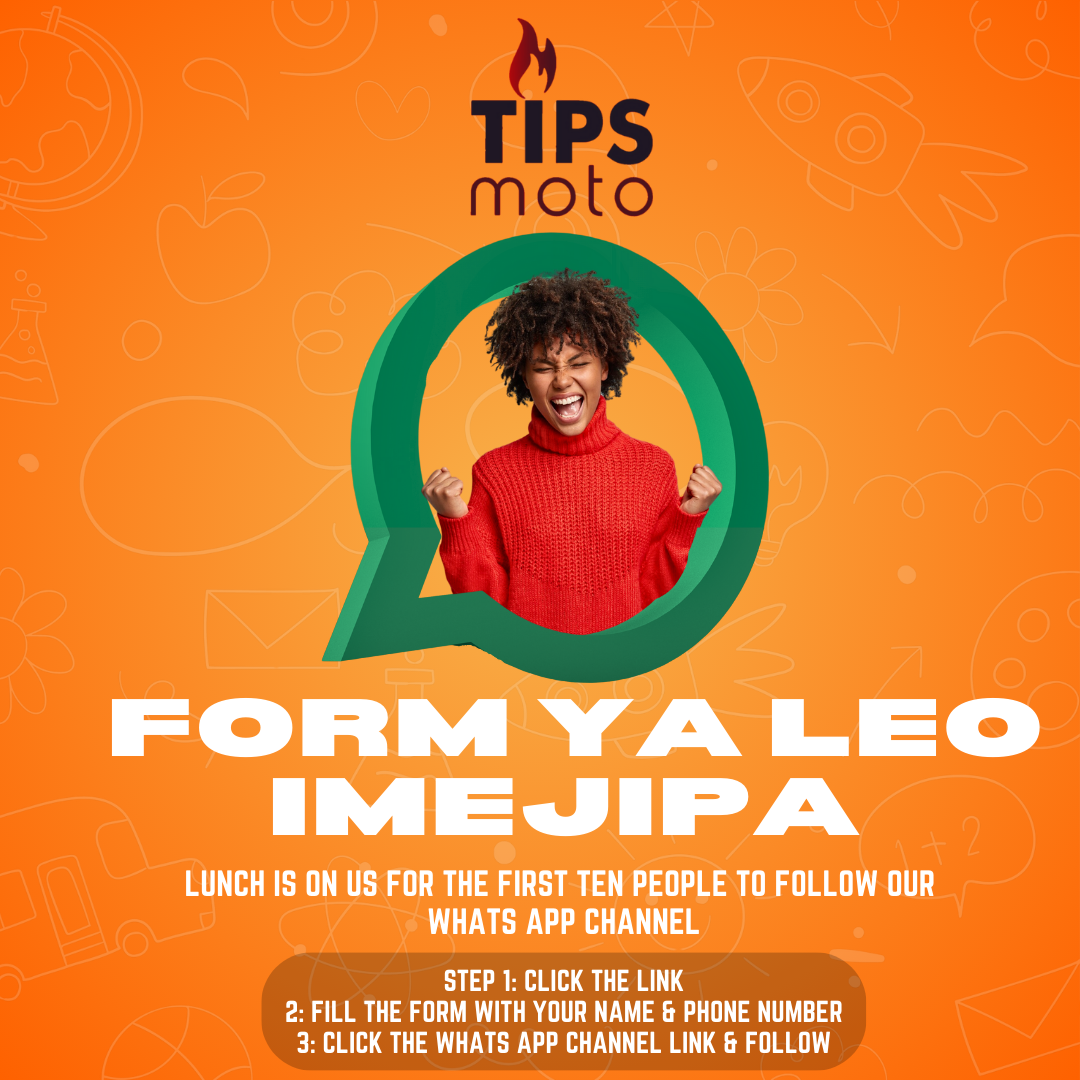 TIPS
moto
FORM YA LEO
IMEJIPA
LUNCH IS ON US FOR THE FIRST TEN PEOPLE TO FOLLOW OUR
WHATS APP CHANNEL
STEP 1: CLICK THE LINK
2: FILL THE FORM WITH YOUR NAME & PHONE NUMBER
3: CLICK THE WHATS APP CHANNEL LINK & FOLLOW
1+2